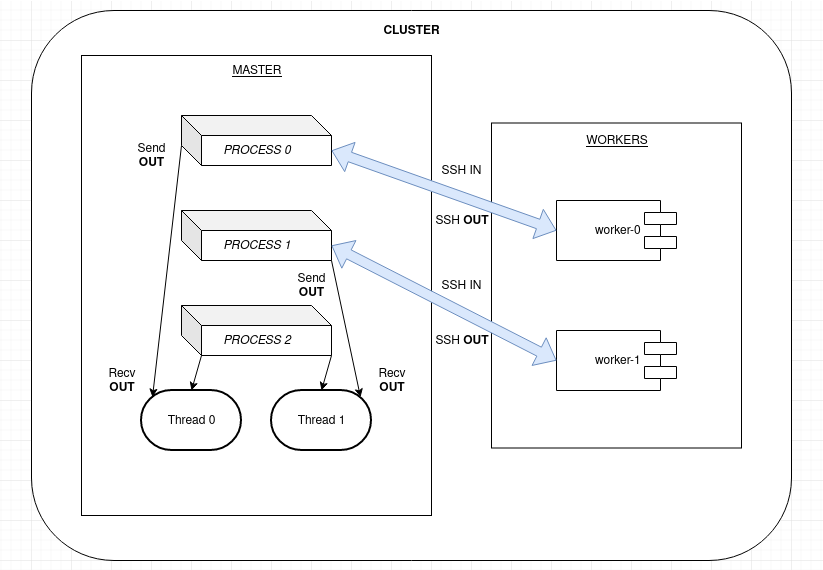 CLUSTER
MASTER
PROCESS 0
Send
OUT
SSH IN
SSH OUT
PROCESS 1
Send
OUT
SSH IN
SSH OUT
PROCESS 2
Recv
OUT
Recv
OUT
Thread 0
Thread 1
WORKERS
worker-0
worker-1